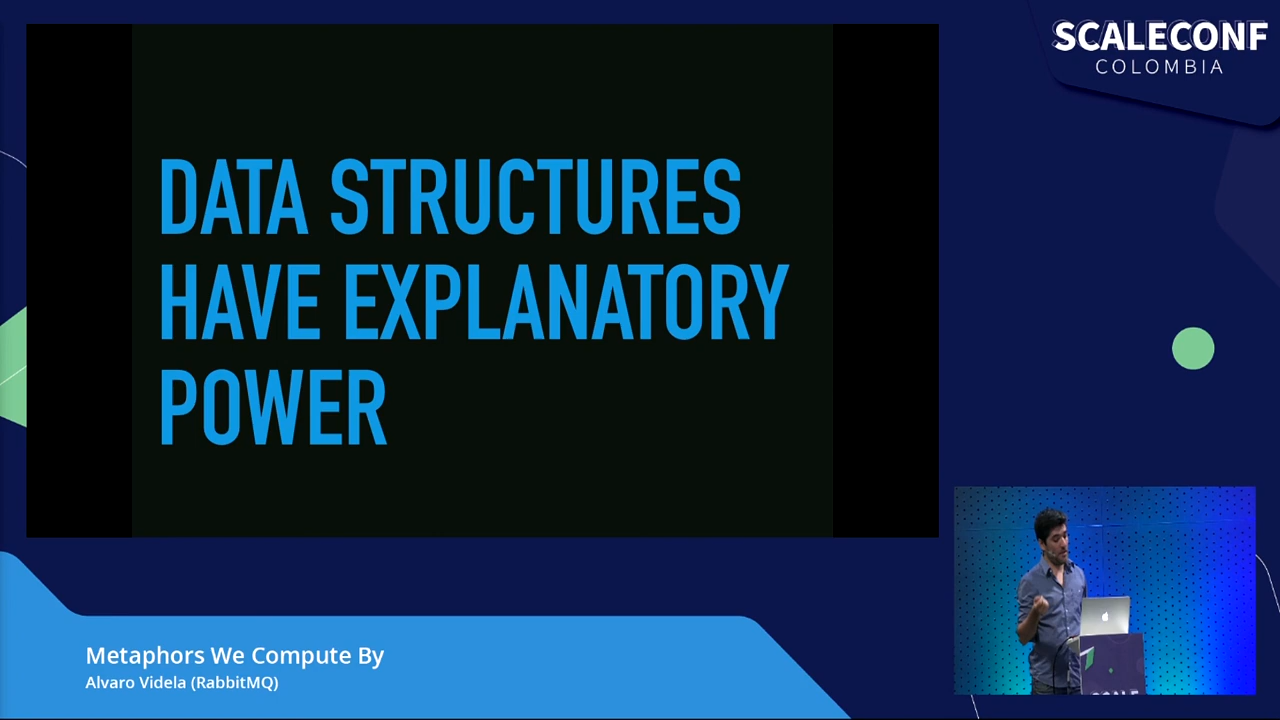 SCALECONF
COLOMBIA
DATA STRUCTURES
HAVE EXPLANATORY
POWER
Metaphors We Compute By
Alvaro Videla (RabbitMQ)